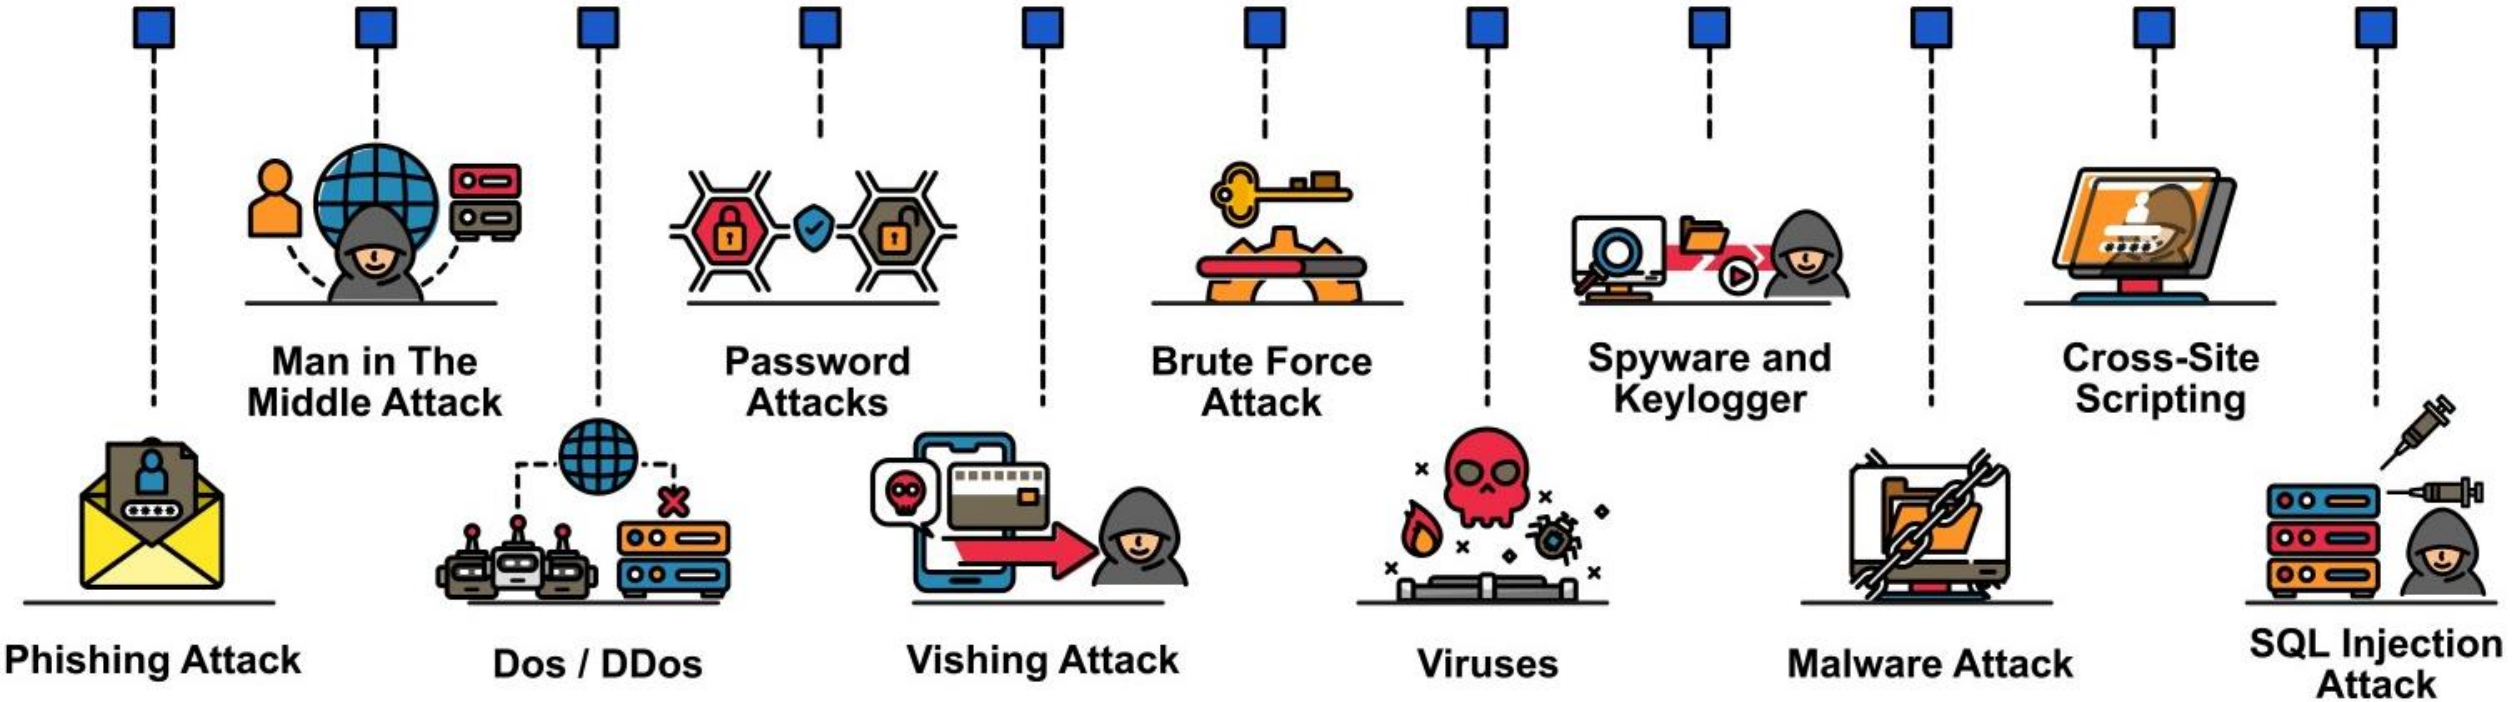 Man in The
Middle Attack
Password
Attacks
Brute Force
Attack
Spyware and
Keylogger
Cross-Site
Scripting
Phishing Attack
Dos / DDos
Vishing Attack
Viruses
Malware Attack
SQL Injection
Attack